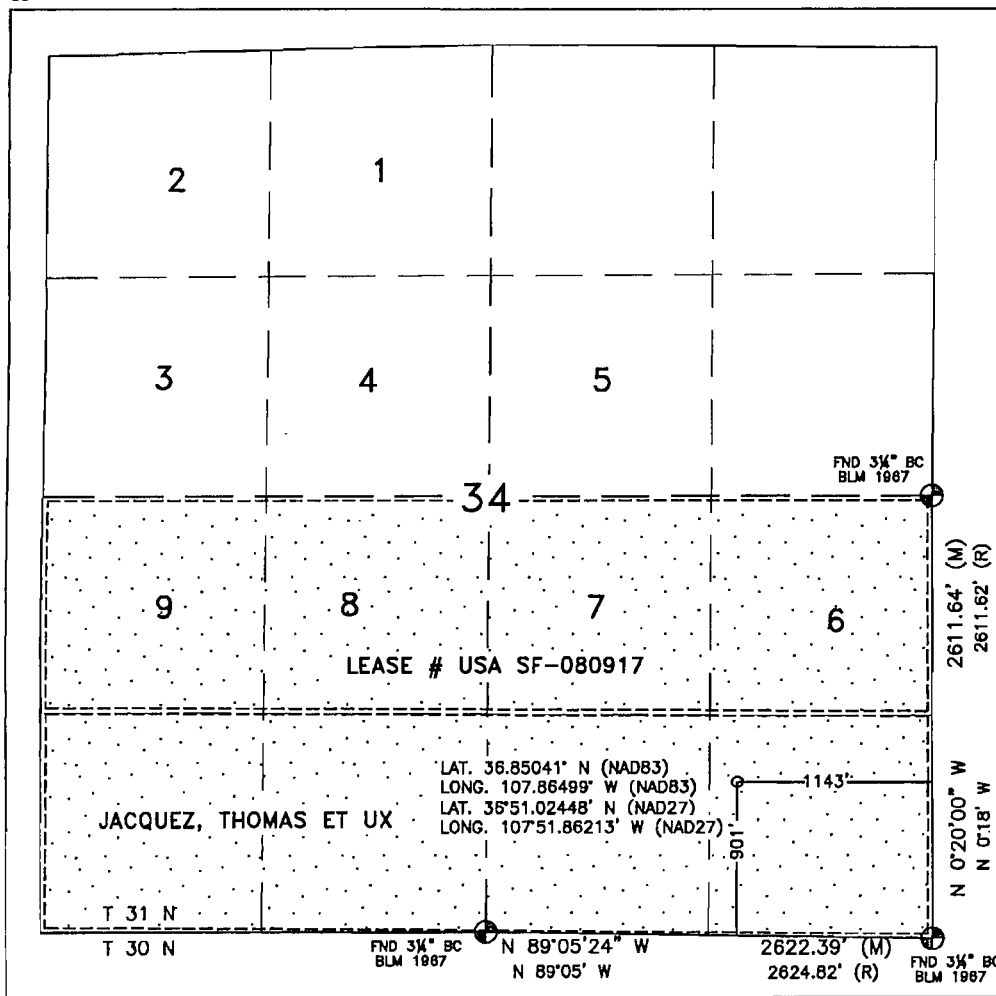 2
1
3
4
5
FND 3¼" BC
BLM 1967
34
2611.64' (M)
2611.62' (R)
9
8
7
6
LEASE # USA SF-080917
LAT. 36.85041° N (NAD83)
LONG. 107.86499° W (NAD83)
LAT. 36°51.02448' N (NAD27)
LONG. 107°51.86213' W (NAD27)
1143'
901'
JACQUEZ, THOMAS ET UX
N 0°20'00" W
N 0°18' W
T 31 N
T 30 N
FND 3¼" BC
BLM 1967
N 89°05'24" W
N 89°05' W
2622.39' (M)
2624.82' (R)
FND 3¼" BC
BLM 1967